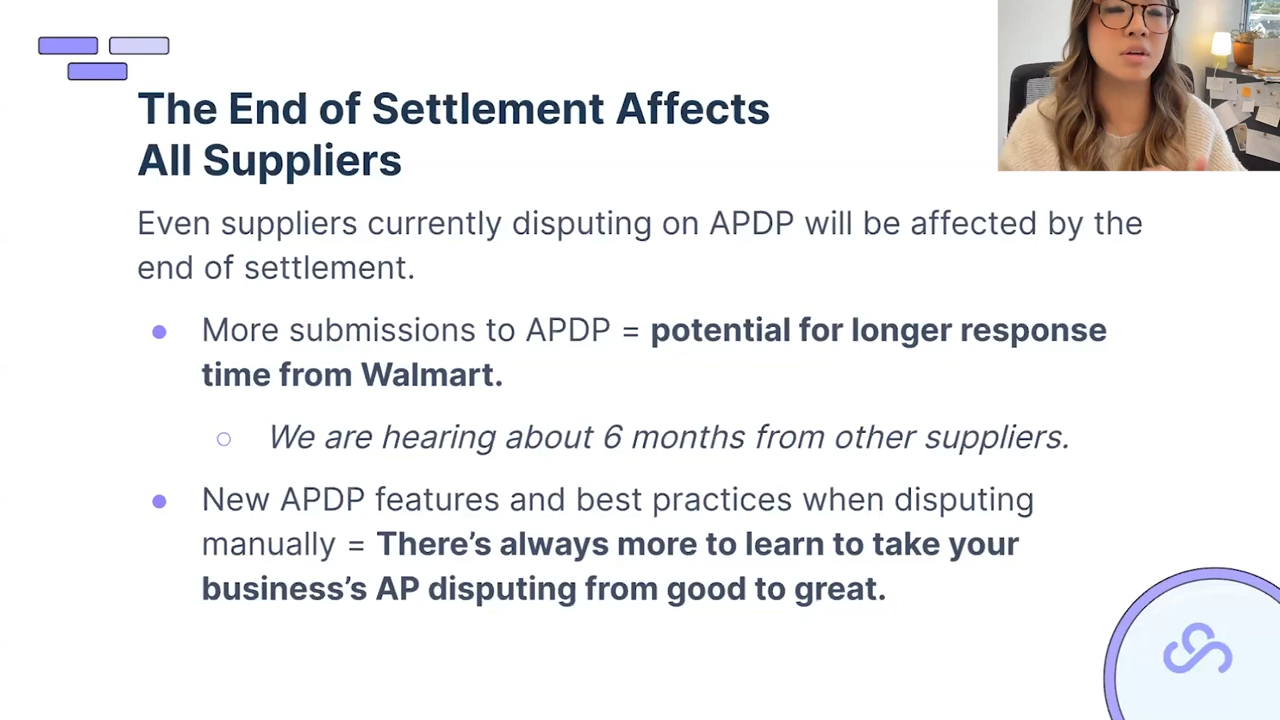 The End of Settlement Affects
All Suppliers
Even suppliers currently disputing on APDP will be affected by the
end of settlement.
More submissions to APDP = potential for longer response
time from Walmart.
We are hearing about 6 months from other suppliers.
New APDP features and best practices when disputing
manually = There’s always more to learn to take your
business’s AP disputing from good to great.